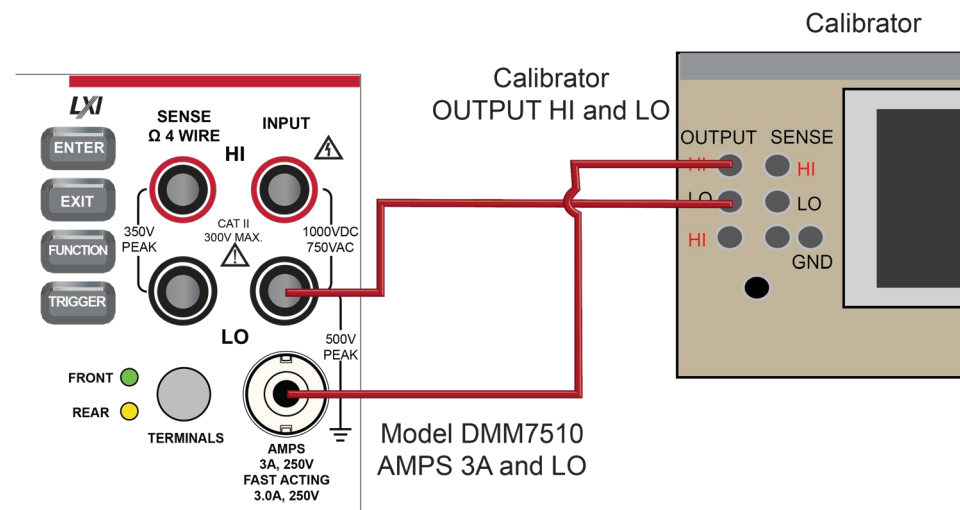 Calibrator
Calibrator
OUTPUT HI and LO
LXI
ENTER
EXIT
FUNCTION
TRIGGER
SENSE
Ω 4 WIRE
INPUT
HI
350V
PEAK
CAT II
300V MAX.
1000VDC
750VAC
LO
500V
PEAK
FRONT
REAR
TERMINALS
AMPS
3A, 250V
FAST ACTING
3.0A, 250V
Model DMM7510
AMPS 3A and LO
OUTPUT SENSE
HI HI
LO LO
HI
GND